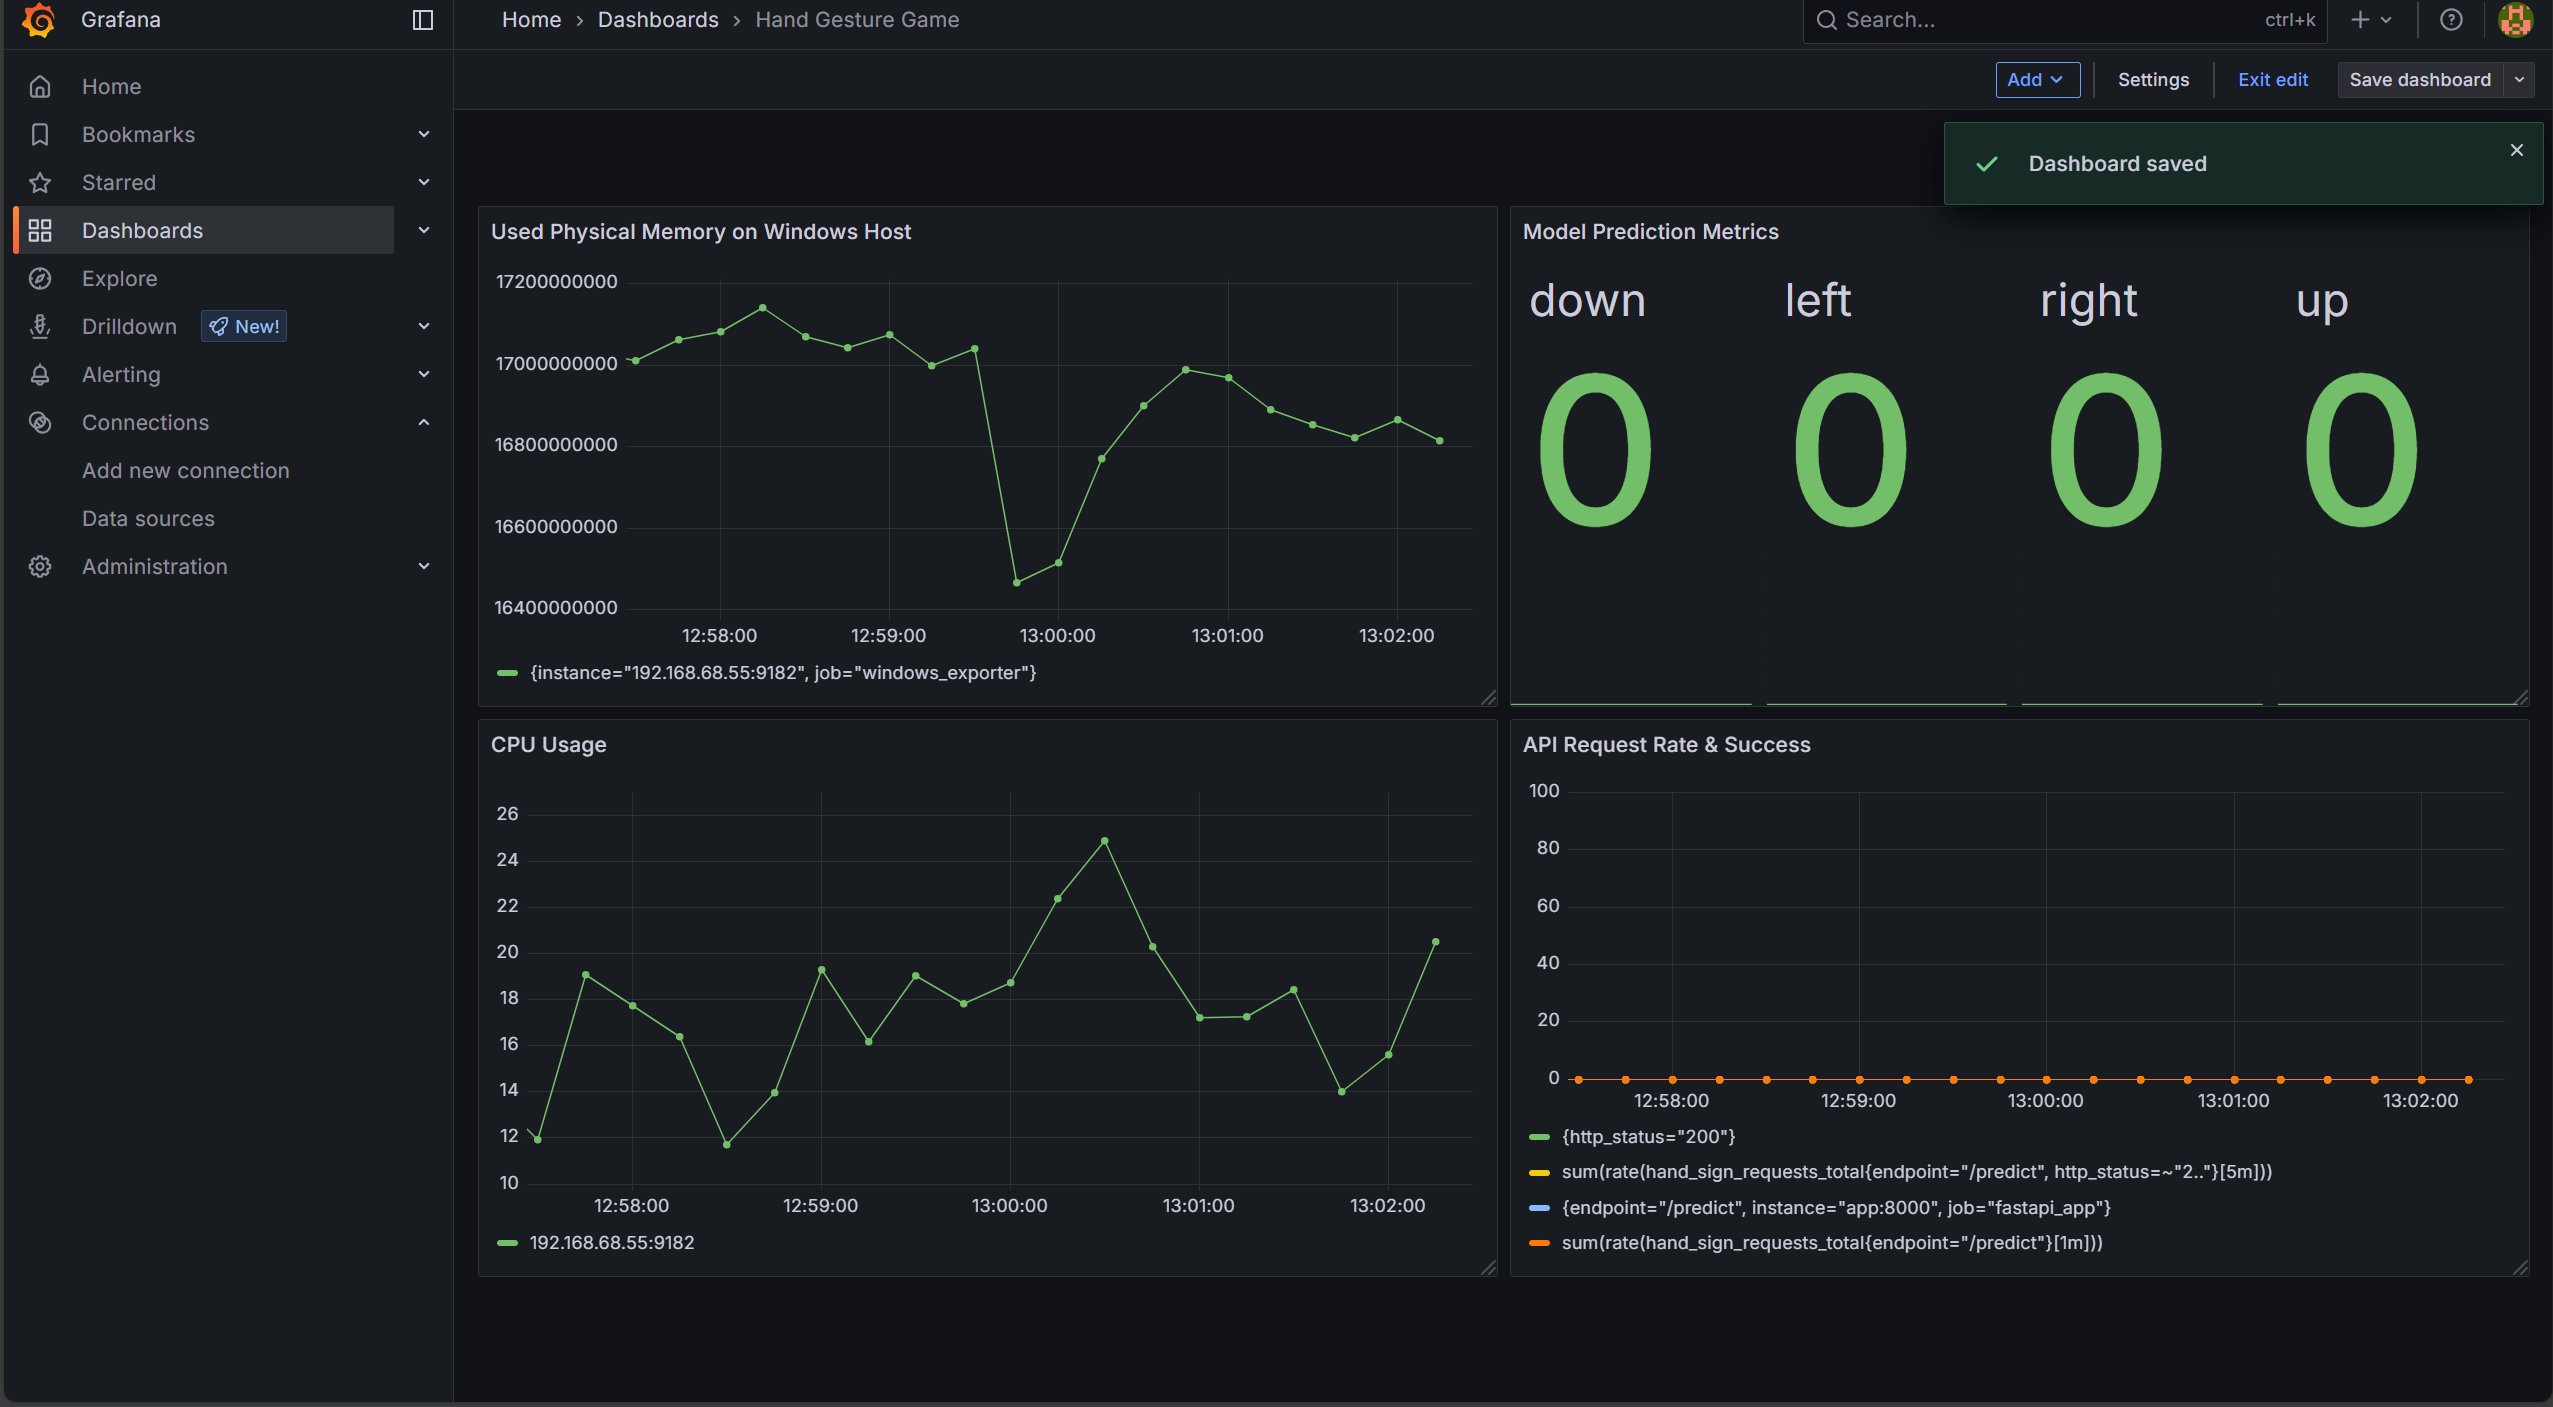 Grafana
Home › Dashboards › Hand Gesture Game
Search...
ctrl+k
Home
Bookmarks
Starred
Dashboards
Explore
Drilldown
New!
Alerting
Connections
Add new connection
Data sources
Administration
Add
Settings
Exit edit
Save dashboard
Dashboard saved
Used Physical Memory on Windows Host
17200000000
17000000000
16800000000
16600000000
16400000000
12:58:00 12:59:00 13:00:00 13:01:00 13:02:00
{instance="192.168.68.55:9182", job="windows_exporter"}
Model Prediction Metrics
down left right up
0 0 0 0
CPU Usage
26
24
22
20
18
16
14
12
10
12:58:00 12:59:00 13:00:00 13:01:00 13:02:00
192.168.68.55:9182
API Request Rate & Success
100
80
60
40
20
0
12:58:00 12:59:00 13:00:00 13:01:00 13:02:00
{http_status="200"}
sum(rate(hand_sign_requests_total{endpoint="/predict", http_status=~"2.."}[5m]))
{endpoint="/predict", instance="app:8000", job="fastapi_app"}
sum(rate(hand_sign_requests_total{endpoint="/predict"}[1m]))